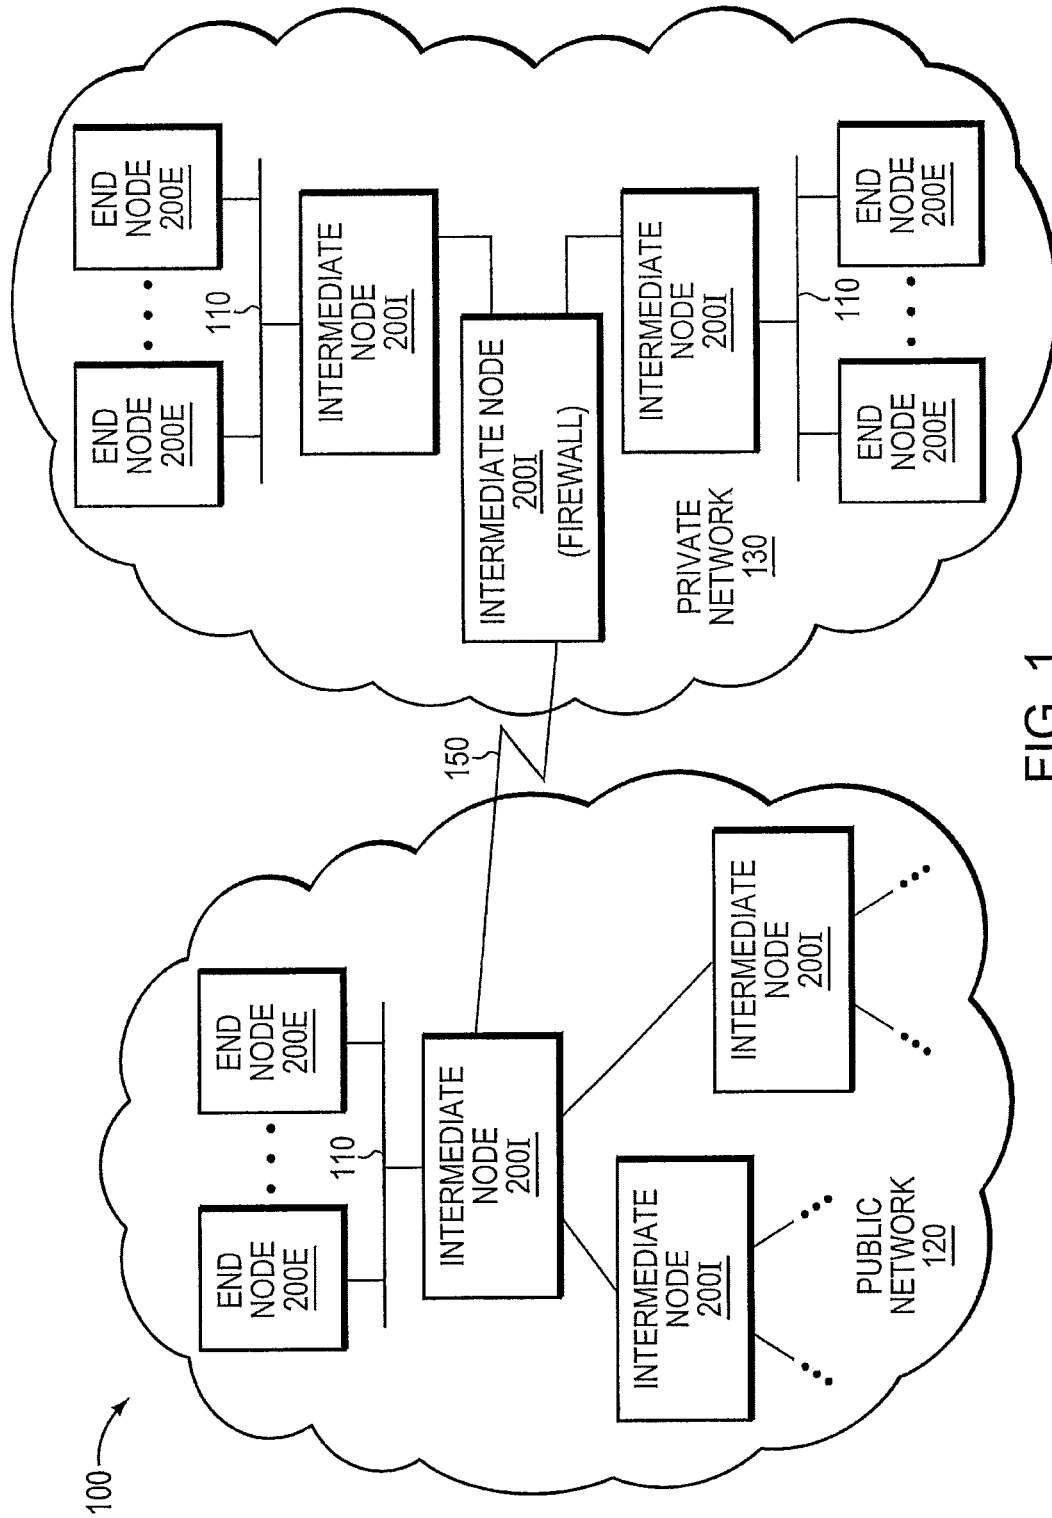 100
END
NODE
200E
END
NODE
200E
110
INTERMEDIATE
NODE
200I
INTERMEDIATE
NODE
200I
INTERMEDIATE
NODE
200I
PUBLIC
NETWORK
120
150
END
NODE
200E
END
NODE
200E
110
INTERMEDIATE
NODE
200I
INTERMEDIATE NODE
200I
(FIREWALL)
INTERMEDIATE
NODE
200I
PRIVATE
NETWORK
130
110
END
NODE
200E
END
NODE
200E
FIG. 1